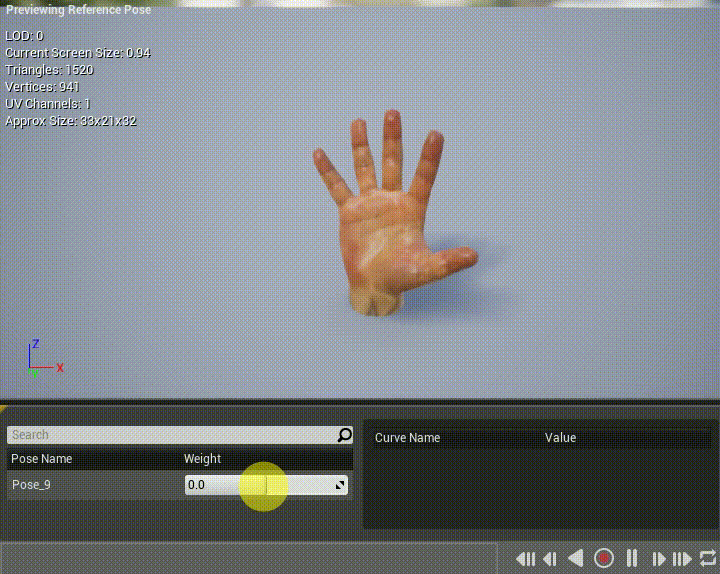 Previewing Reference Pose
LOD: 0
Current Screen Size: 0.94
Triangles: 1520
Vertices: 941
UV Channels: 1
Approx Size: 33x21x32
Z
X
Search
Pose Name Weight
Pose_9 0.0
Curve Name Value